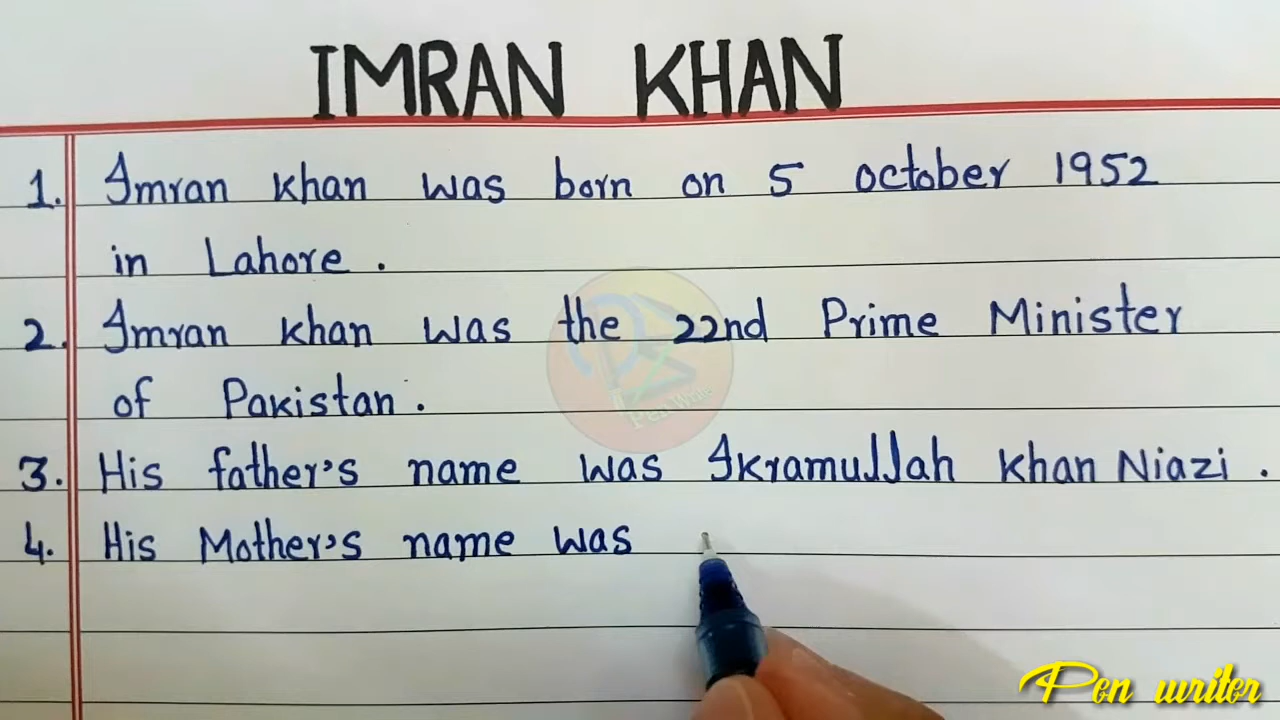 IMRAN KHAN
1. Imran khan was born on 5 october 1952
in Lahore.
2. Imran khan was the 22nd Prime Minister
of Pakistan.
3. His father's name was Ikramullah khan Niazi.
4. His Mother's name was
Pen Write
Pen writer